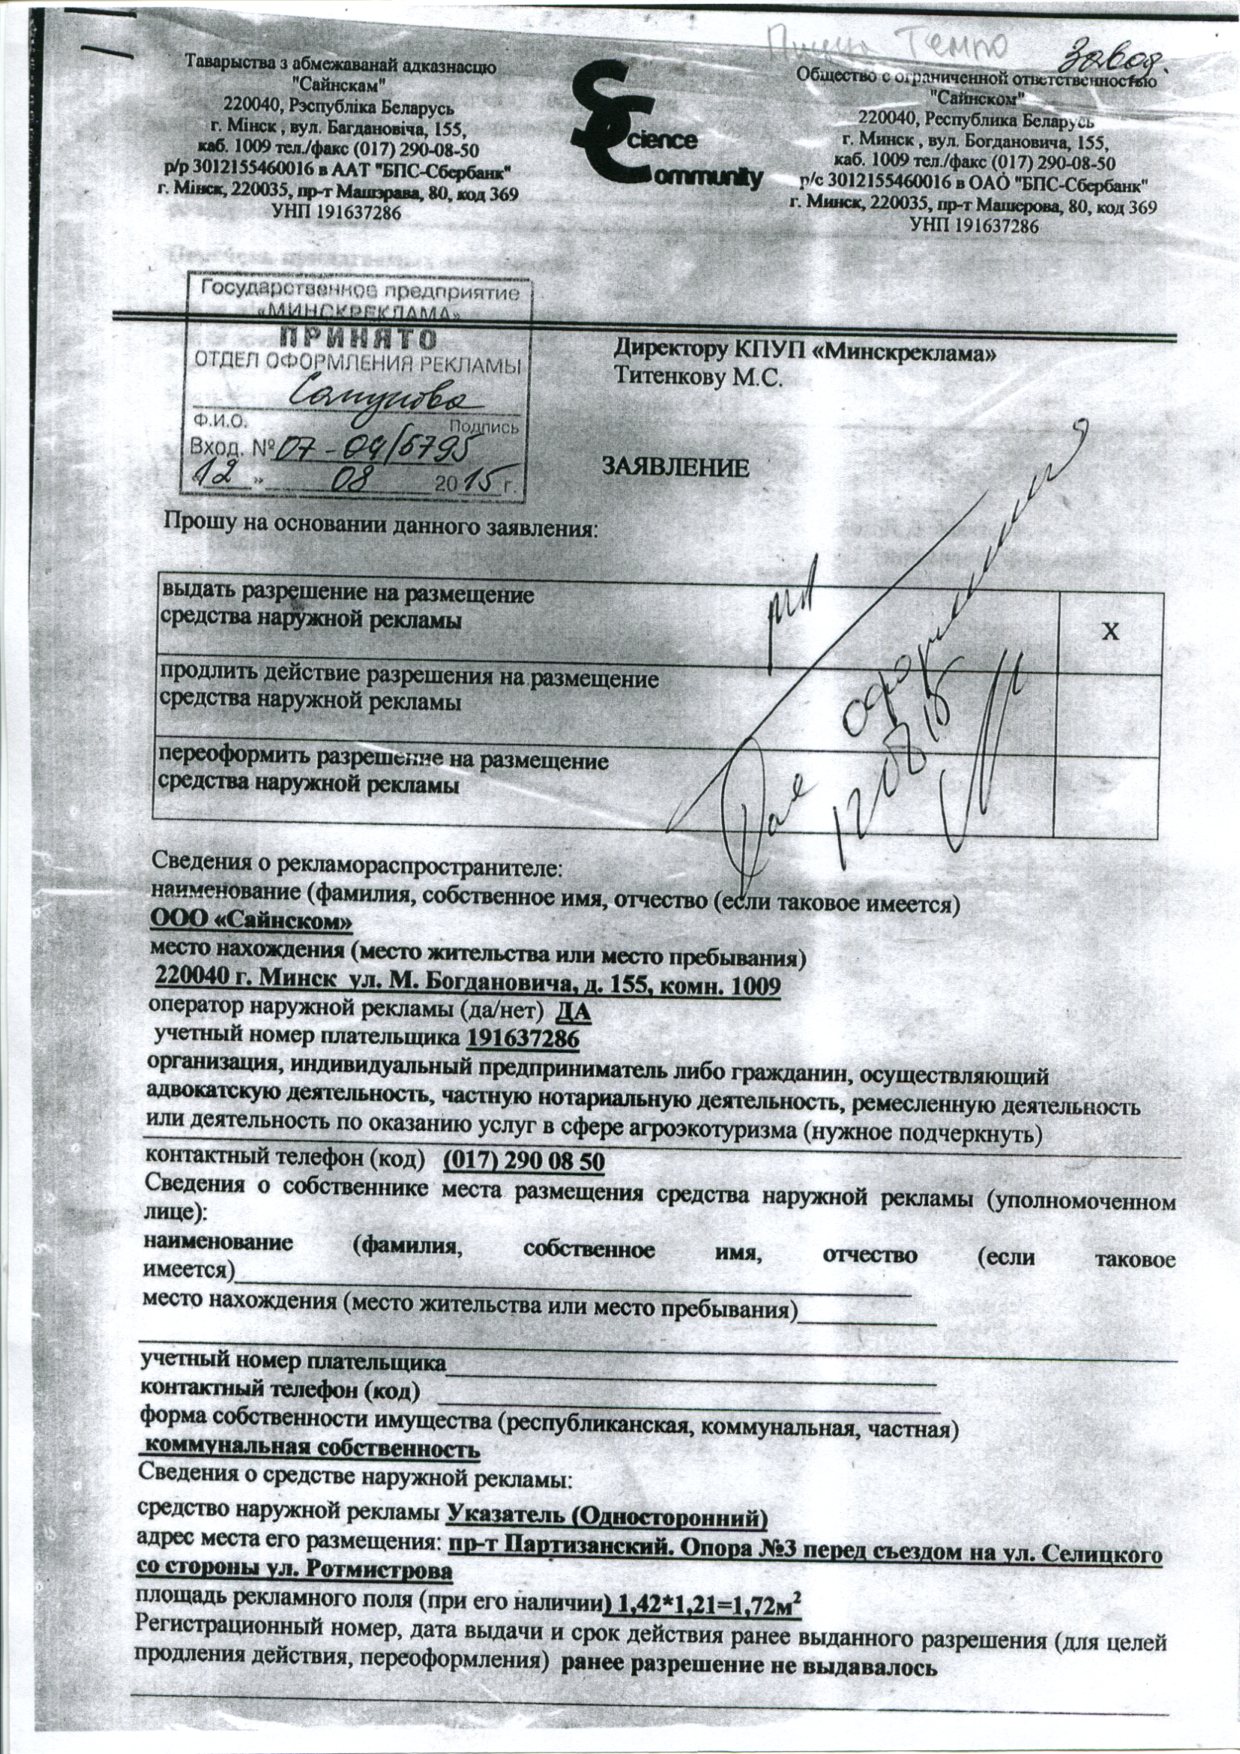 Пицца Темпо
Завод.
Таварыства з абмежаванай адказнасцю
"Сайнскам"
220040, Рэспубліка Беларусь
г. Мінск , вул. Багдановіча, 155,
каб. 1009 тел./факс (017) 290-08-50
р/р 3012155460016 в ААТ "БПС-Сбербанк"
г. Мінск, 220035, пр-т Машэрава, 80, код 369
УНП 191637286
Science
Community
Общество с ограниченной ответственностью
"Сайнском"
220040, Республика Беларусь
г. Минск , вул. Богдановича, 155,
каб. 1009 тел./факс (017) 290-08-50
р/с 3012155460016 в ОАО "БПС-Сбербанк"
г. Минск, 220035, пр-т Машерова, 80, код 369
УНП 191637286
Государственное предприятие
«МИНСКРЕКЛАМА»
ПРИНЯТО
ОТДЕЛ ОФОРМЛЕНИЯ РЕКЛАМЫ
Ф.И.О. Подпись
Вход. № 07-04/5795
«12» 08 2015 г.
Директору КПУП «Минскреклама»
Титенкову М.С.
ЗАЯВЛЕНИЕ
Прошу на основании данного заявления:
выдать разрешение на размещение
средства наружной рекламы
X
продлить действие разрешения на размещение
средства наружной рекламы
переоформить разрешение на размещение
средства наружной рекламы
Для оформления
120815
Сведения о рекламораспространителе:
наименование (фамилия, собственное имя, отчество (если таковое имеется)
ООО «Сайнском»
место нахождения (место жительства или место пребывания)
220040 г. Минск ул. М. Богдановича, д. 155, комн. 1009
оператор наружной рекламы (да/нет) ДА
учетный номер плательщика 191637286
организация, индивидуальный предприниматель либо гражданин, осуществляющий
адвокатскую деятельность, частную нотариальную деятельность, ремесленную деятельность
или деятельность по оказанию услуг в сфере агроэкотуризма (нужное подчеркнуть)
контактный телефон (код) (017) 290 08 50
Сведения о собственнике места размещения средства наружной рекламы (уполномоченном
лице):
наименование (фамилия, собственное имя, отчество (если таковое
имеется)
место нахождения (место жительства или место пребывания)
учетный номер плательщика
контактный телефон (код)
форма собственности имущества (республиканская, коммунальная, частная)
коммунальная собственность
Сведения о средстве наружной рекламы:
средство наружной рекламы Указатель (Односторонний)
адрес места его размещения: пр-т Партизанский. Опора №3 перед съездом на ул. Селицкого
со стороны ул. Ротмистрова
площадь рекламного поля (при его наличии) 1,42*1,21=1,72м²
Регистрационный номер, дата выдачи и срок действия ранее выданного разрешения (для целей
продления действия, переоформления) ранее разрешение не выдавалось